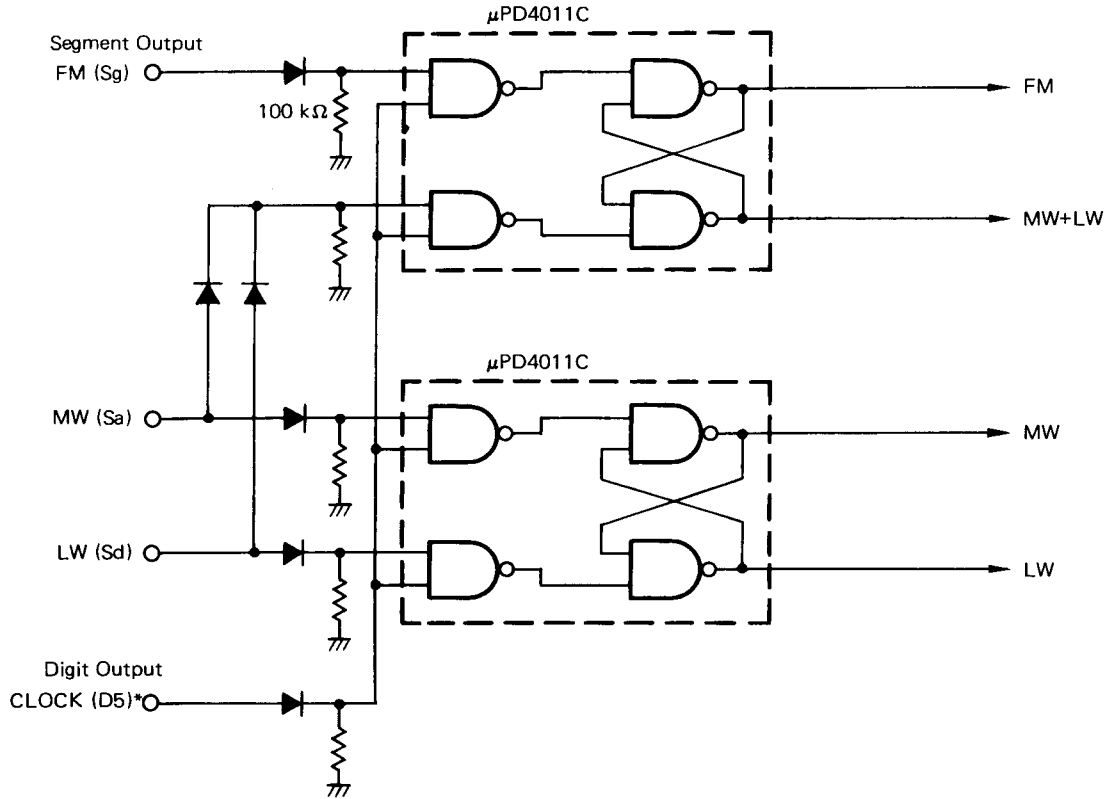 μPD4011C
Segment Output
FM (Sg)
100 kΩ
FM
MW+LW
μPD4011C
MW (Sa)
MW
LW (Sd)
LW
Digit Output
CLOCK (D5)*